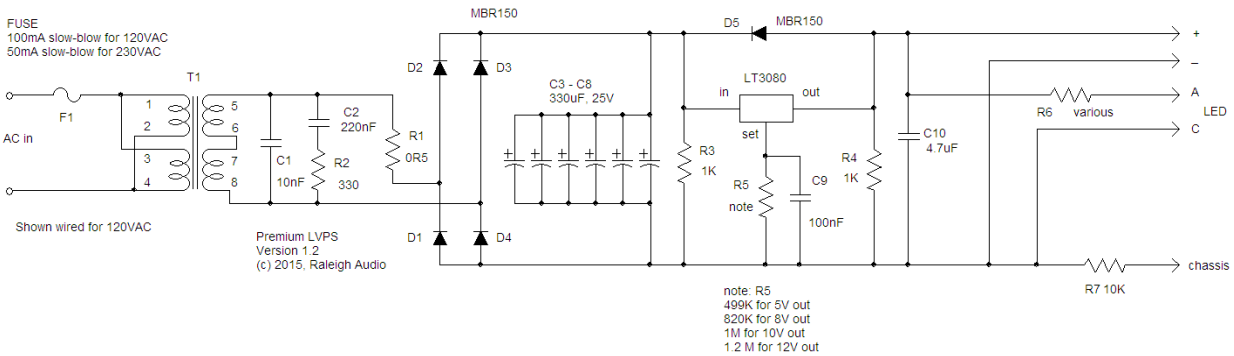 FUSE
100mA slow-blow for 120VAC
50mA slow-blow for 230VAC
MBR150
D5
MBR150
+
–
T1
D2
D3
C3 - C8
330uF, 25V
LT3080
in
out
set
A
LED
R6
various
C
F1
AC in
1
2
3
4
5
6
7
8
C2
220nF
R1
0R5
C1
10nF
R2
330
+
+
+
+
+
+
R3
1K
R4
1K
R5
note
C9
100nF
C10
4.7uF
Shown wired for 120VAC
Premium LVPS
Version 1.2
(c) 2015, Raleigh Audio
D1
D4
chassis
R7 10K
note: R5
499K for 5V out
820K for 8V out
1M for 10V out
1.2 M for 12V out